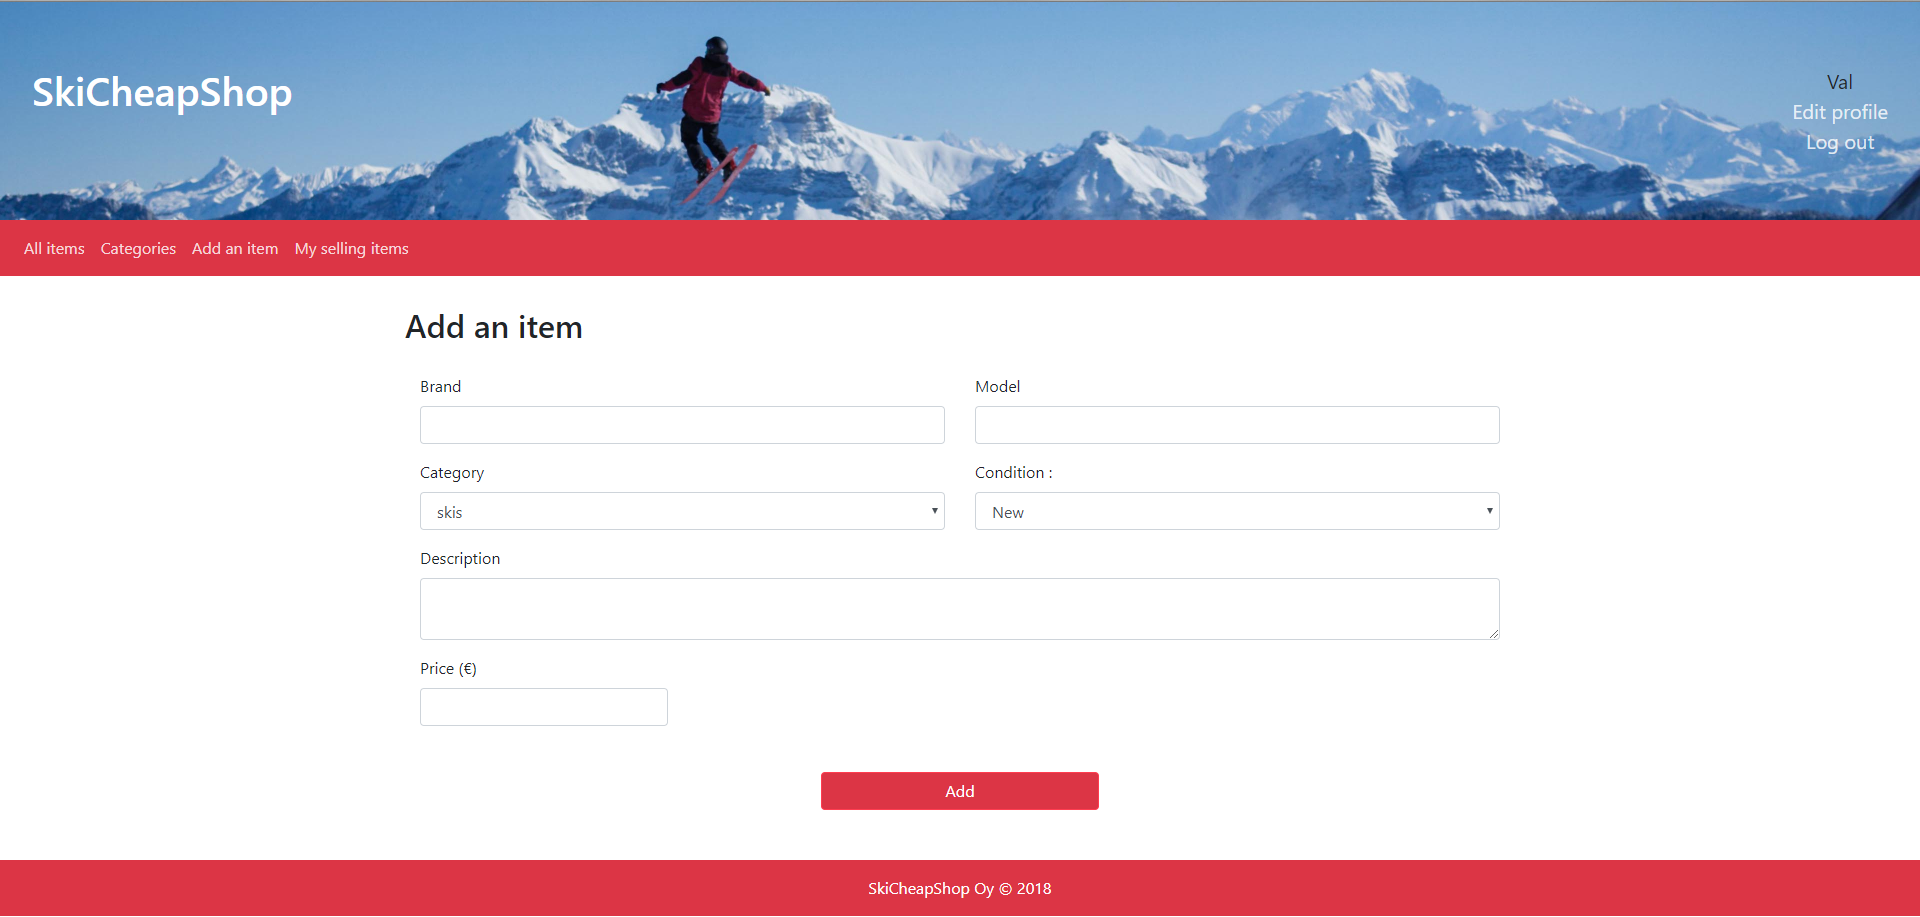 SkiCheapShop
Val
Edit profile
Log out
All items Categories Add an item My selling items
Add an item
Brand Model
Category Condition :
skis New
Description
Price (€)
Add
SkiCheapShop Oy © 2018